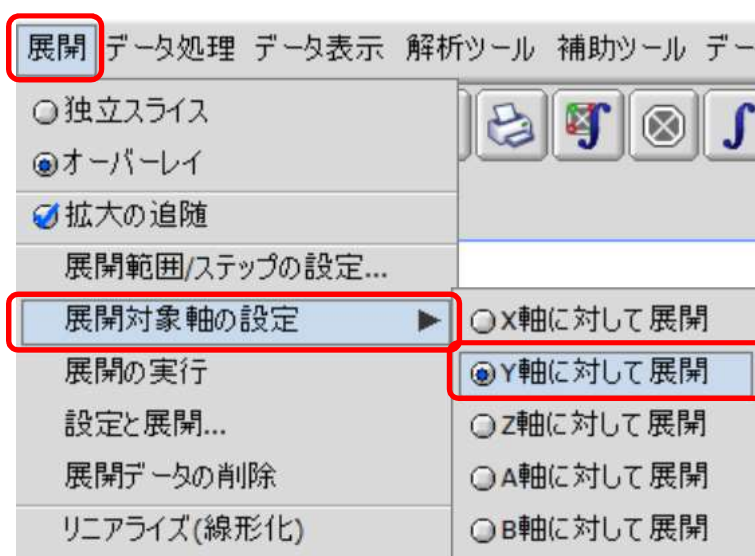 展開 データ処理 データ表示 解析ツール 補助ツール デー
独立スライス
オーバーレイ
拡大の追随
展開範囲/ステップの設定...
展開対象軸の設定
X軸に対して展開
展開の実行
Y軸に対して展開
設定と展開...
Z軸に対して展開
展開データの削除
A軸に対して展開
リニアライズ(線形化)
B軸に対して展開